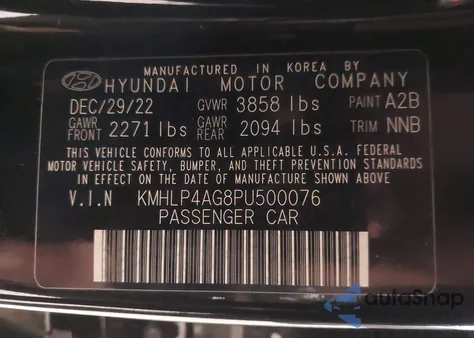 MANUFACTURED IN KOREA BY
HYUNDAI MOTOR COMPANY
DEC/29/22 GVWR 3858 lbs PAINT A2B
GAWR FRONT 2271 lbs GAWR REAR 2094 lbs TRIM NNB
THIS VEHICLE CONFORMS TO ALL APPLICABLE U.S.A. FEDERAL
MOTOR VEHICLE SAFETY, BUMPER, AND THEFT PREVENTION STANDARDS
IN EFFECT ON THE DATE OF MANUFACTURE SHOWN ABOVE.
V.I.N KMHLP4AG8PU500076
PASSENGER CAR
autoSnap